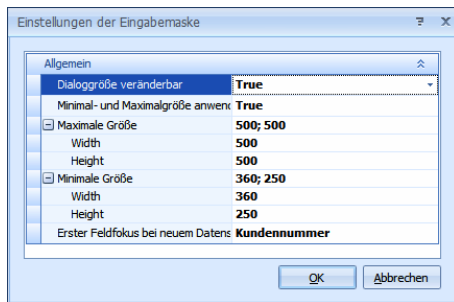 Einstellungen der Eingabemaske
Allgemein
Dialoggröße veränderbar True
Minimal- und Maximalgröße anwenc True
Maximale Größe 500; 500
Width 500
Height 500
Minimale Größe 360; 250
Width 360
Height 250
Erster Feldfokus bei neuem Datens Kundennummer
OK Abbrechen